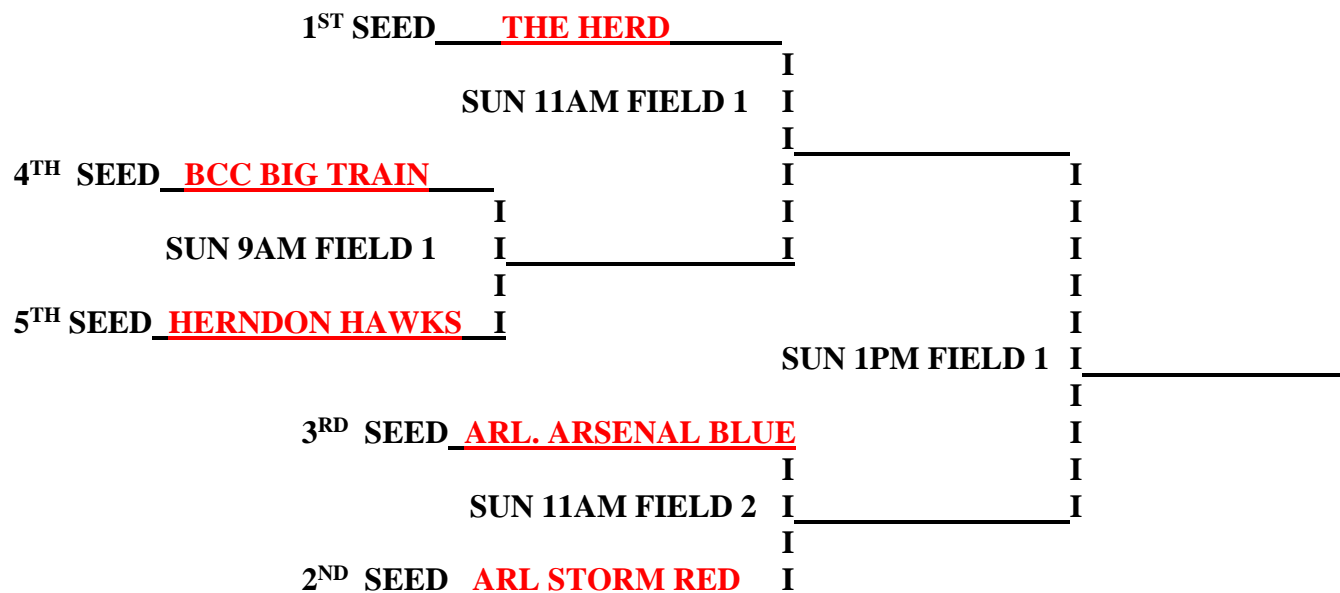 1ST SEED THE HERD
SUN 11AM FIELD 1
4TH SEED BCC BIG TRAIN
SUN 9AM FIELD 1
5TH SEED HERNDON HAWKS
SUN 1PM FIELD 1
3RD SEED ARL. ARSENAL BLUE
SUN 11AM FIELD 2
2ND SEED ARL STORM RED